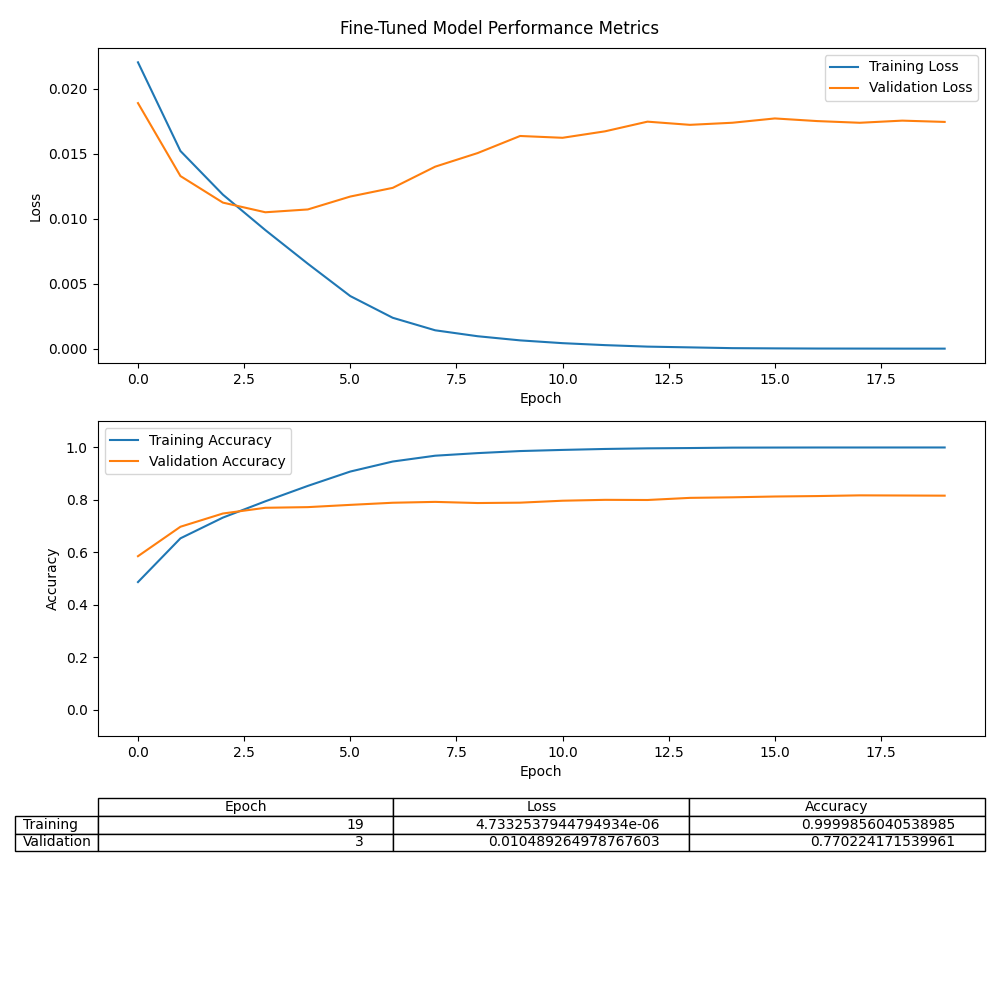 Fine-Tuned Model Performance Metrics
Training Loss
Validation Loss
0.020
0.015
0.010
0.005
0.000
Loss
0.0 2.5 5.0 7.5 10.0 12.5 15.0 17.5
Epoch
Training Accuracy
Validation Accuracy
1.0
0.8
0.6
0.4
0.2
0.0
Accuracy
0.0 2.5 5.0 7.5 10.0 12.5 15.0 17.5
Epoch
Epoch Loss Accuracy
Training 19 4.7332537944794934e-06 0.9999856040538985
Validation 3 0.010489264978767603 0.770224171539961